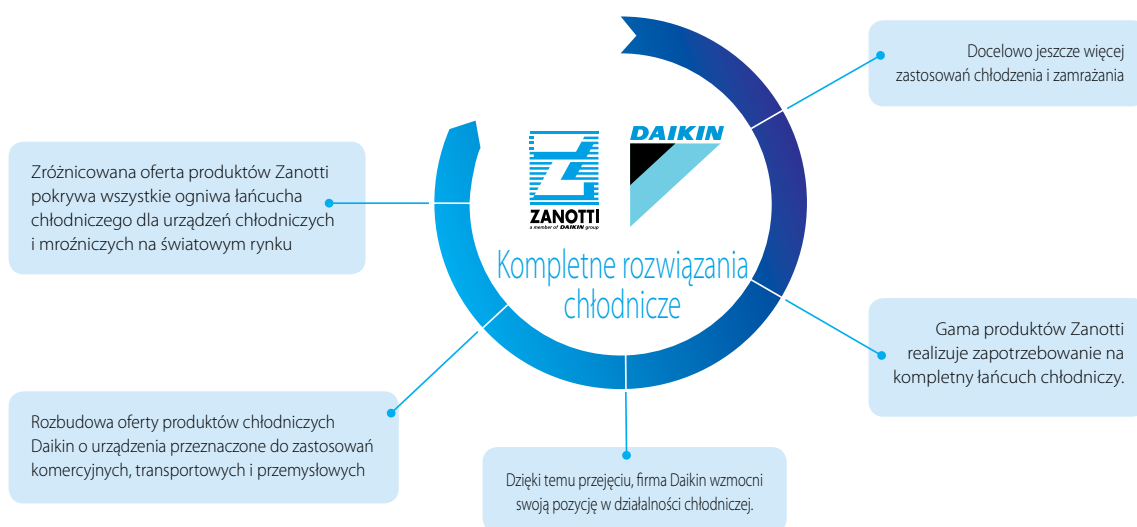 Docelowo jeszcze więcej
zastosowań chłodzenia i zamrażania
DAIKIN
ZANOTTI
a member of DAIKIN group
Kompletne rozwiązania
chłodnicze
Zróżnicowana oferta produktów Zanotti
pokrywa wszystkie ogniwa łańcucha
chłodniczego dla urządzeń chłodniczych
i mroźniczych na światowym rynku
Gama produktów Zanotti
realizuje zapotrzebowanie na
kompletny łańcuch chłodniczy.
Rozbudowa oferty produktów chłodniczych
Daikin o urządzenia przeznaczone do zastosowań
komercyjnych, transportowych i przemysłowych
Dzięki temu przejęciu, firma Daikin wzmocni
swoją pozycję w działalności chłodniczej.